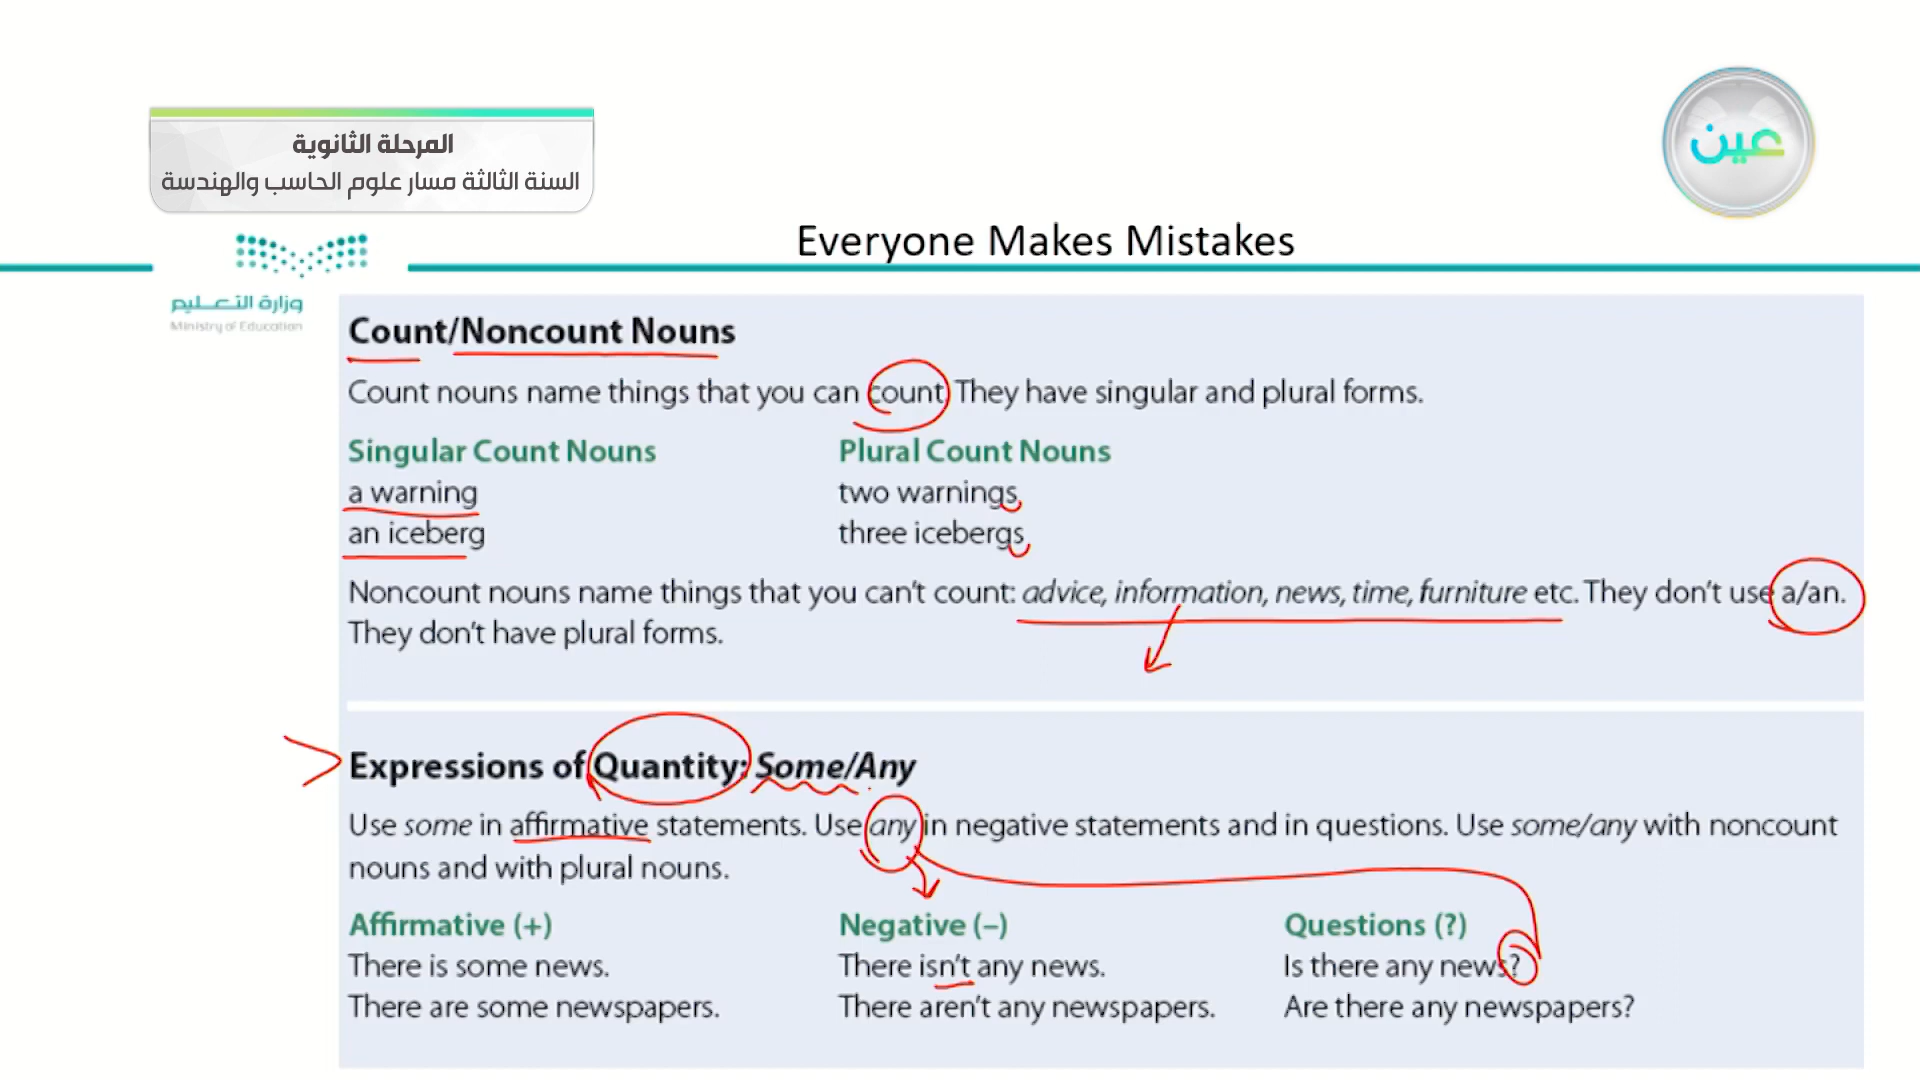 المرحلة الثانوية
السنة الثالثة مسار علوم الحاسب والهندسة
عين
Everyone Makes Mistakes
وزارة التعليم
Ministry of Education
Count/Noncount Nouns
Count nouns name things that you can count. They have singular and plural forms.
Singular Count Nouns Plural Count Nouns
a warning two warnings
an iceberg three icebergs
Noncount nouns name things that you can't count: advice, information, news, time, furniture etc. They don't use a/an.
They don't have plural forms.
Expressions of Quantity: Some/Any
Use some in affirmative statements. Use any in negative statements and in questions. Use some/any with noncount
nouns and with plural nouns.
Affirmative (+) Negative (–) Questions (?)
There is some news. There isn't any news. Is there any news?
There are some newspapers. There aren't any newspapers. Are there any newspapers?